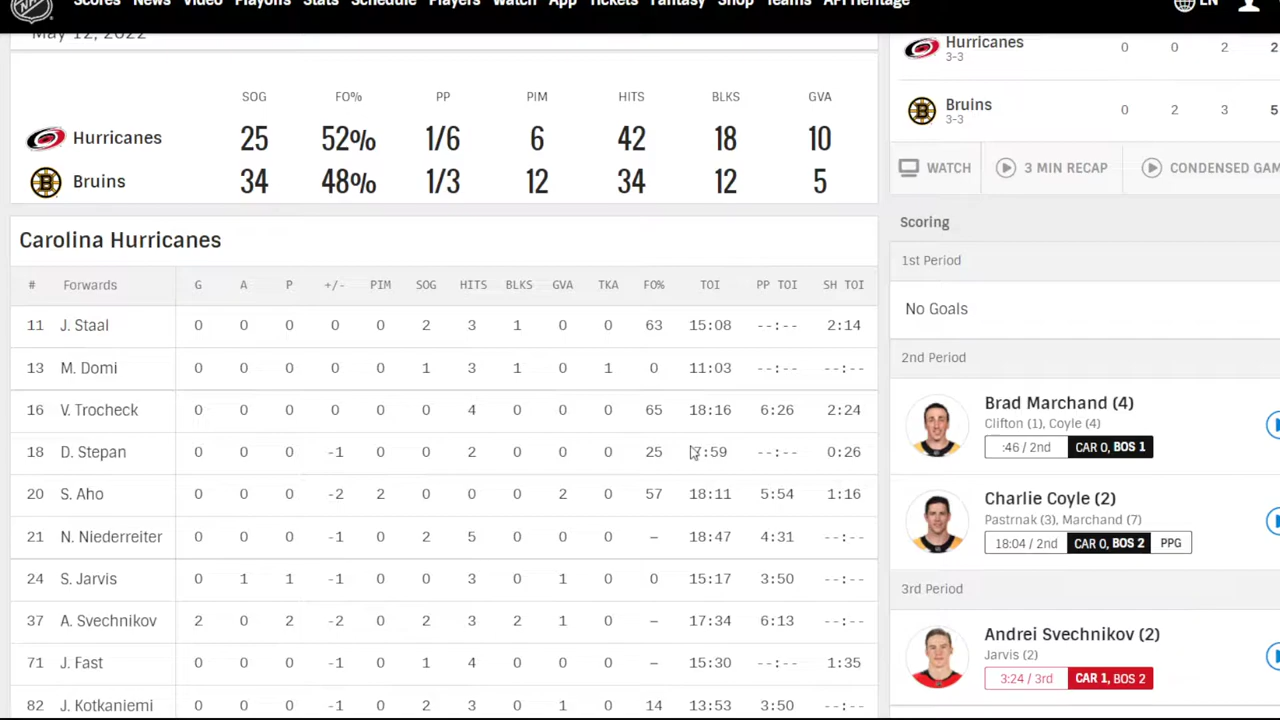 Scores News Video Playoffs Stats Schedule Players Watch App Tickets Fantasy Shop Teams API Heritage EN
May 12, 2022
SOG FO% PP PIM HITS BLKS GVA
Hurricanes 25 52% 1/6 6 42 18 10
Bruins 34 48% 1/3 12 34 12 5
Carolina Hurricanes
# Forwards G A P +/- PIM SOG HITS BLKS GVA TKA FO% TOI PP TOI SH TOI
11 J. Staal 0 0 0 0 0 2 3 1 0 0 63 15:08 --:-- 2:14
13 M. Domi 0 0 0 0 0 1 3 1 0 1 0 11:03 --:-- --:--
16 V. Trocheck 0 0 0 0 0 0 4 0 0 0 65 18:16 6:26 2:24
18 D. Stepan 0 0 0 -1 0 0 2 0 0 0 25 :59 --:-- 0:26
20 S. Aho 0 0 0 -2 2 0 0 0 2 0 57 18:11 5:54 1:16
21 N. Niederreiter 0 0 0 -1 0 2 5 0 0 0 – 18:47 4:31 --:--
24 S. Jarvis 0 1 1 -1 0 0 3 0 1 0 0 15:17 3:50 --:--
37 A. Svechnikov 2 0 2 -2 0 2 3 2 1 0 – 17:34 6:13 --:--
71 J. Fast 0 0 0 -1 0 1 4 0 0 0 – 15:30 --:-- 1:35
82 J. Kotkaniemi 0 0 0 -1 0 2 3 0 1 0 14 13:53 3:50 --:--
Hurricanes 0 0 2 2
3-3
Bruins 0 2 3 5
3-3
WATCH 3 MIN RECAP CONDENSED GAM
Scoring
1st Period
No Goals
2nd Period
Brad Marchand (4)
Clifton (1), Coyle (4)
:46 / 2nd CAR 0, BOS 1
Charlie Coyle (2)
Pastrnak (3), Marchand (7)
18:04 / 2nd CAR 0, BOS 2 PPG
3rd Period
Andrei Svechnikov (2)
Jarvis (2)
3:24 / 3rd CAR 1, BOS 2